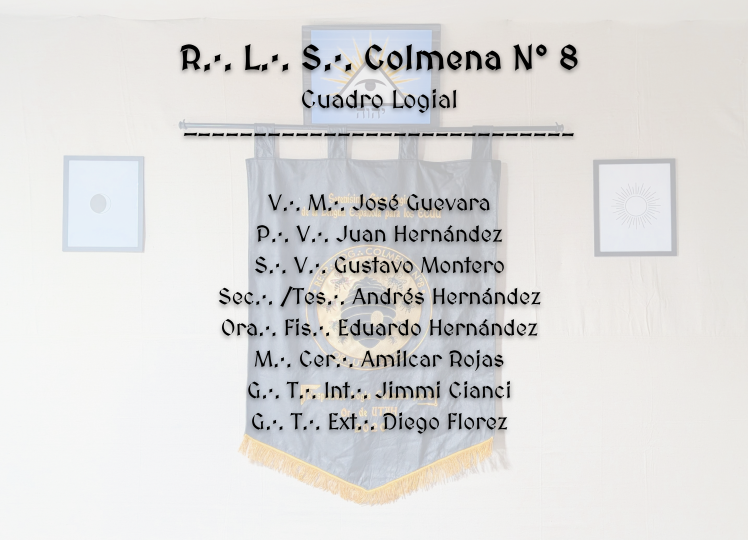 R.·. L.·. S.·. Colmena N° 8
Cuadro Logial
V.·. M.·. José Guevara
P.·. V.·. Juan Hernández
S.·. V.·. Gustavo Montero
Sec.·. /Tes.·. Andrés Hernández
Ora.·. Fis.·. Eduardo Hernández
M.·. Cer.·. Amilcar Rojas
G.·. T.·. Int.·. Jimmi Cianci
G.·. T.·. Ext.·. Diego Florez